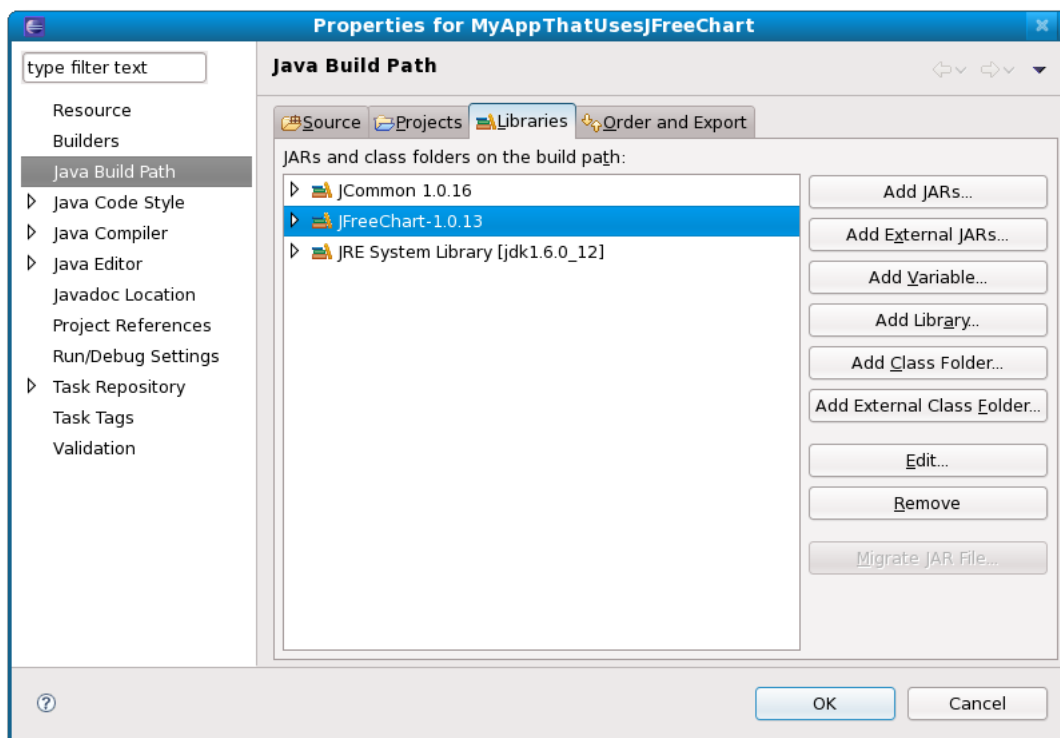 Properties for MyAppThatUsesJFreeChart
type filter text
Resource
Builders
Java Build Path
Java Code Style
Java Compiler
Java Editor
Javadoc Location
Project References
Run/Debug Settings
Task Repository
Task Tags
Validation
Java Build Path
Source Projects Libraries Order and Export
JARs and class folders on the build path:
JCommon 1.0.16
JFreeChart-1.0.13
JRE System Library [jdk1.6.0_12]
Add JARs...
Add External JARs...
Add Variable...
Add Library...
Add Class Folder...
Add External Class Folder...
Edit...
Remove
Migrate JAR File...
?
OK Cancel